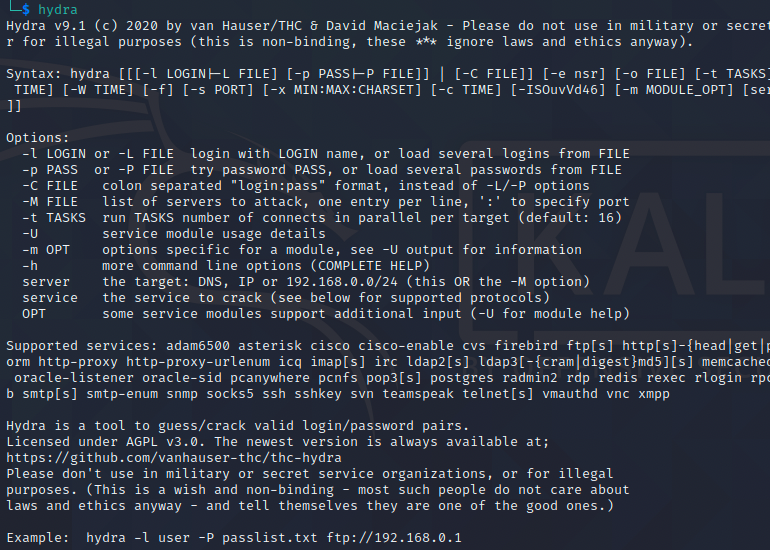 $ hydra
Hydra v9.1 (c) 2020 by van Hauser/THC & David Maciejak - Please do not use in military or secret
r for illegal purposes (this is non-binding, these *** ignore laws and ethics anyway).
Syntax: hydra [[[-l LOGIN|-L FILE] [-p PASS|-P FILE]] | [-C FILE]] [-e nsr] [-o FILE] [-t TASKS]
TIME] [-W TIME] [-f] [-s PORT] [-x MIN:MAX:CHARSET] [-c TIME] [-ISOuvVd46] [-m MODULE_OPT] [ser
]]
Options:
-l LOGIN or -L FILE login with LOGIN name, or load several logins from FILE
-p PASS or -P FILE try password PASS, or load several passwords from FILE
-C FILE colon separated "login:pass" format, instead of -L/-P options
-M FILE list of servers to attack, one entry per line, ':' to specify port
-t TASKS run TASKS number of connects in parallel per target (default: 16)
-U service module usage details
-m OPT options specific for a module, see -U output for information
-h more command line options (COMPLETE HELP)
server the target: DNS, IP or 192.168.0.0/24 (this OR the -M option)
service the service to crack (see below for supported protocols)
OPT some service modules support additional input (-U for module help)
KAL
Supported services: adam6500 asterisk cisco cisco-enable cvs firebird ftp[s] http[s]-{head|get|p
orm http-proxy http-proxy-urlenum icq imap[s] irc ldap2[s] ldap3[-{cram|digest}md5][s] memcached
oracle-listener oracle-sid pcanywhere pcnfs pop3[s] postgres radmin2 rdp redis rexec rlogin rpc
b smtp[s] smtp-enum snmp socks5 ssh sshkey svn teamspeak telnet[s] vmauthd vnc xmpp
Hydra is a tool to guess/crack valid login/password pairs.
Licensed under AGPL v3.0. The newest version is always available at;
https://github.com/vanhauser-thc/thc-hydra
Please don't use in military or secret service organizations, or for illegal
purposes. (This is a wish and non-binding - most such people do not care about
laws and ethics anyway - and tell themselves they are one of the good ones.)
Example: hydra -l user -P passlist.txt ftp://192.168.0.1